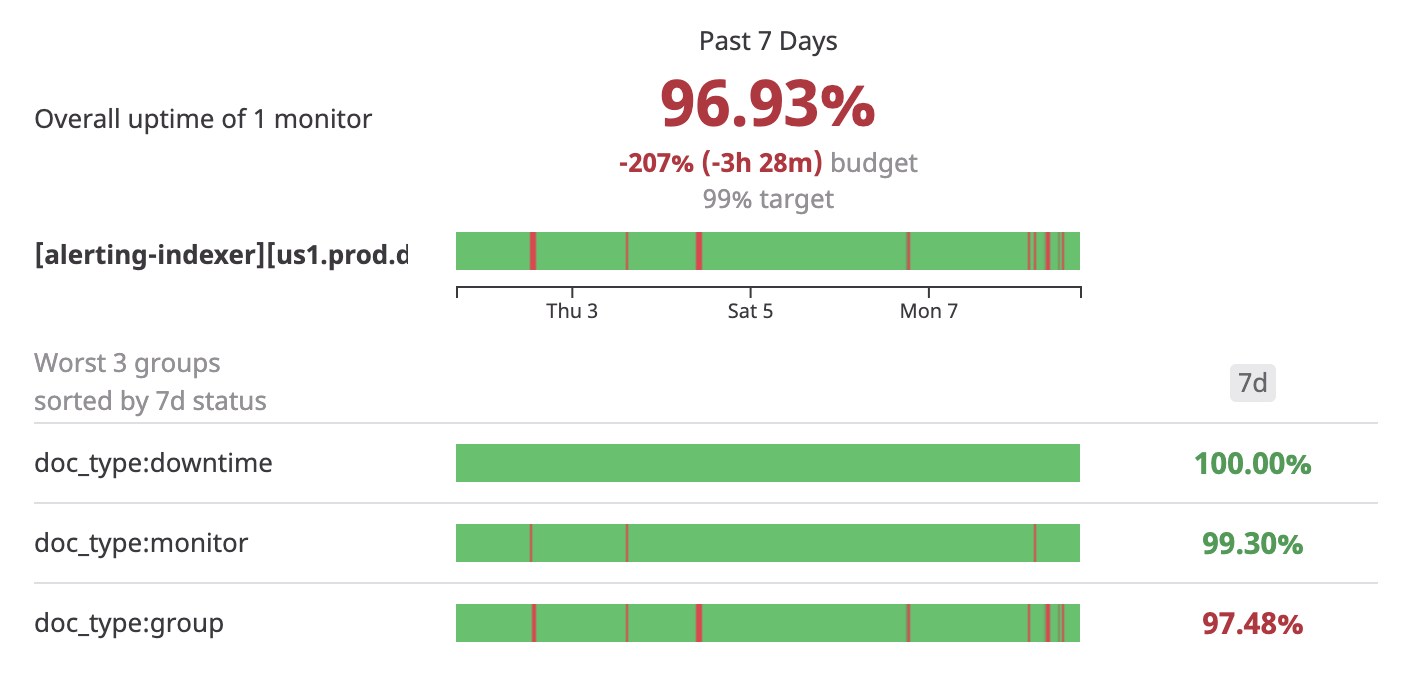 Past 7 Days
Overall uptime of 1 monitor
96.93%
-207% (-3h 28m) budget
99% target
[alerting-indexer][us1.prod.d
Thu 3
Sat 5
Mon 7
Worst 3 groups
sorted by 7d status
7d
doc_type:downtime
100.00%
doc_type:monitor
99.30%
doc_type:group
97.48%